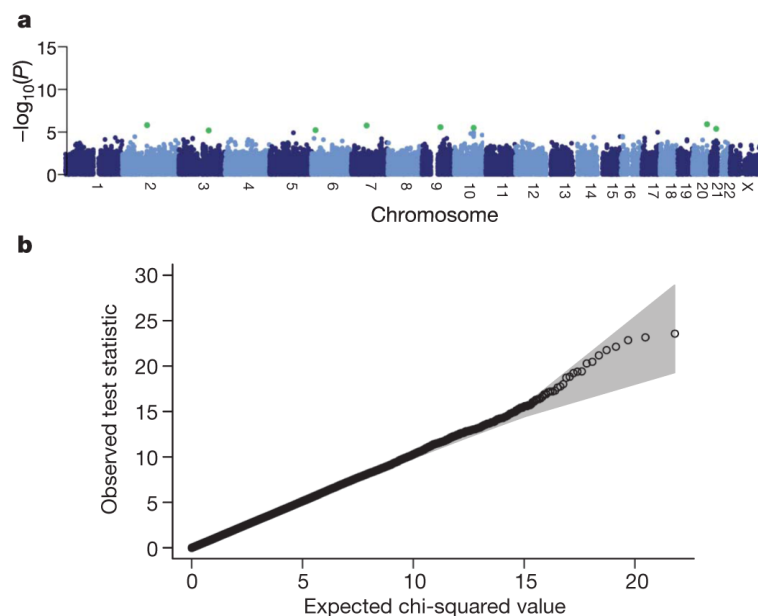 a
15
10
5
0
−log10(P)
1 2 3 4 5 6 7 8 9 10 11 12 13 14 15 16 17 18 19 20 21 22 X
Chromosome
b
30
25
20
15
10
5
0
Observed test statistic
0 5 10 15 20
Expected chi-squared value